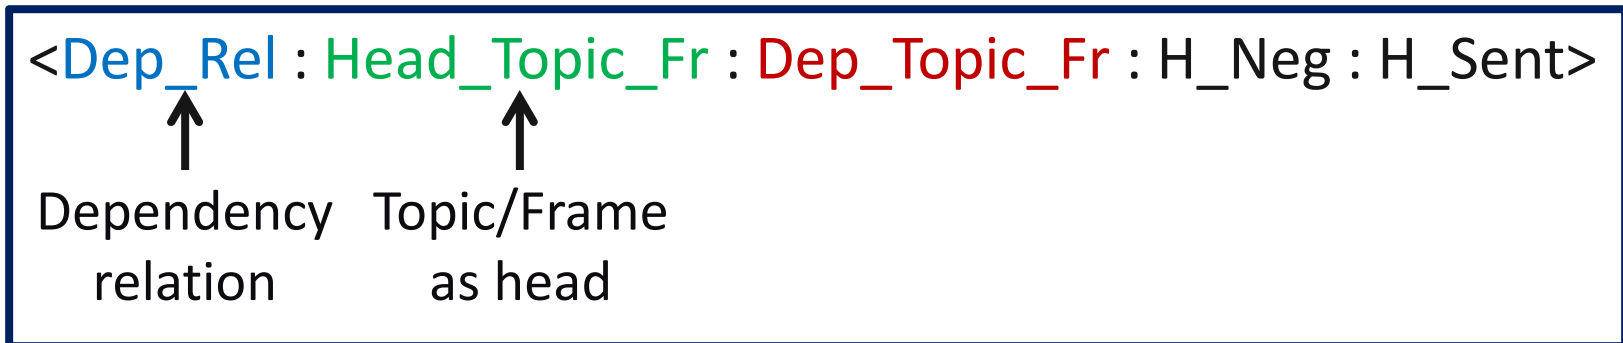 <Dep_Rel : Head_Topic_Fr : Dep_Topic_Fr : H_Neg : H_Sent>
Dependency Topic/Frame
relation as head